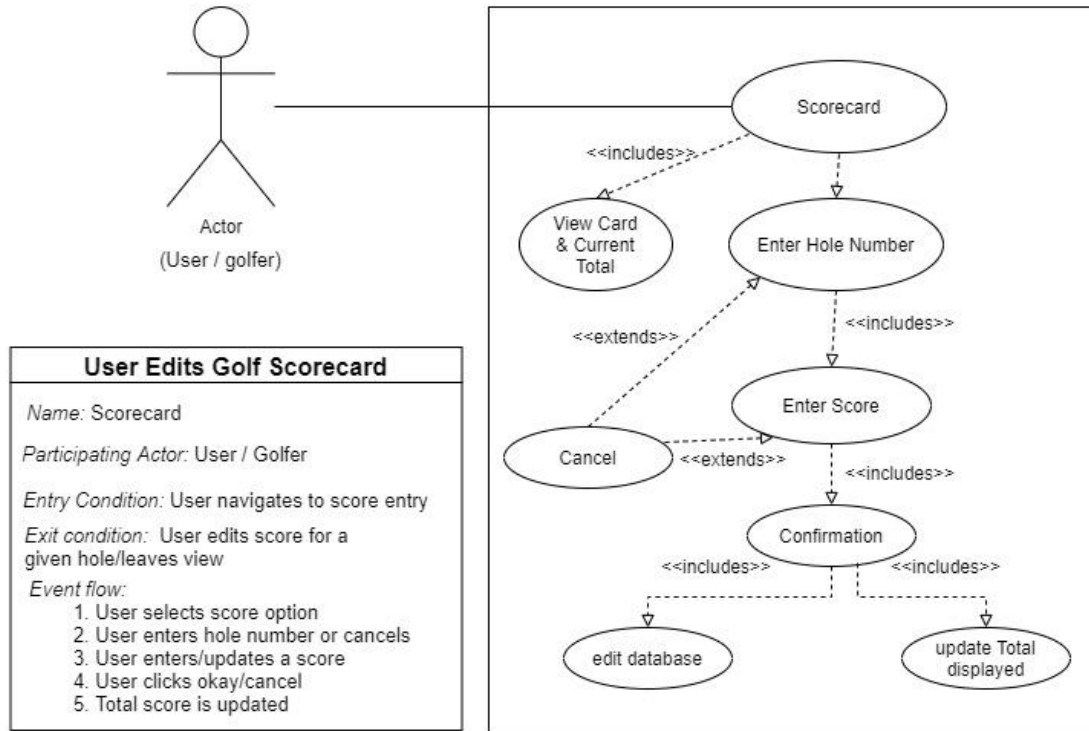 Actor
(User / golfer)
User Edits Golf Scorecard
Name: Scorecard
Participating Actor: User / Golfer
Entry Condition: User navigates to score entry
Exit condition:  User edits score for a
given hole/leaves view
Event flow:
1. User selects score option
2. User enters hole number or cancels
3. User enters/updates a score
4. User clicks okay/cancel
5. Total score is updated
Scorecard
<<includes>>
View Card
& Current
Total
Enter Hole Number
<<extends>>
<<includes>>
Enter Score
Cancel
<<extends>>
<<includes>>
Confirmation
<<includes>>
<<includes>>
edit database
update Total
displayed